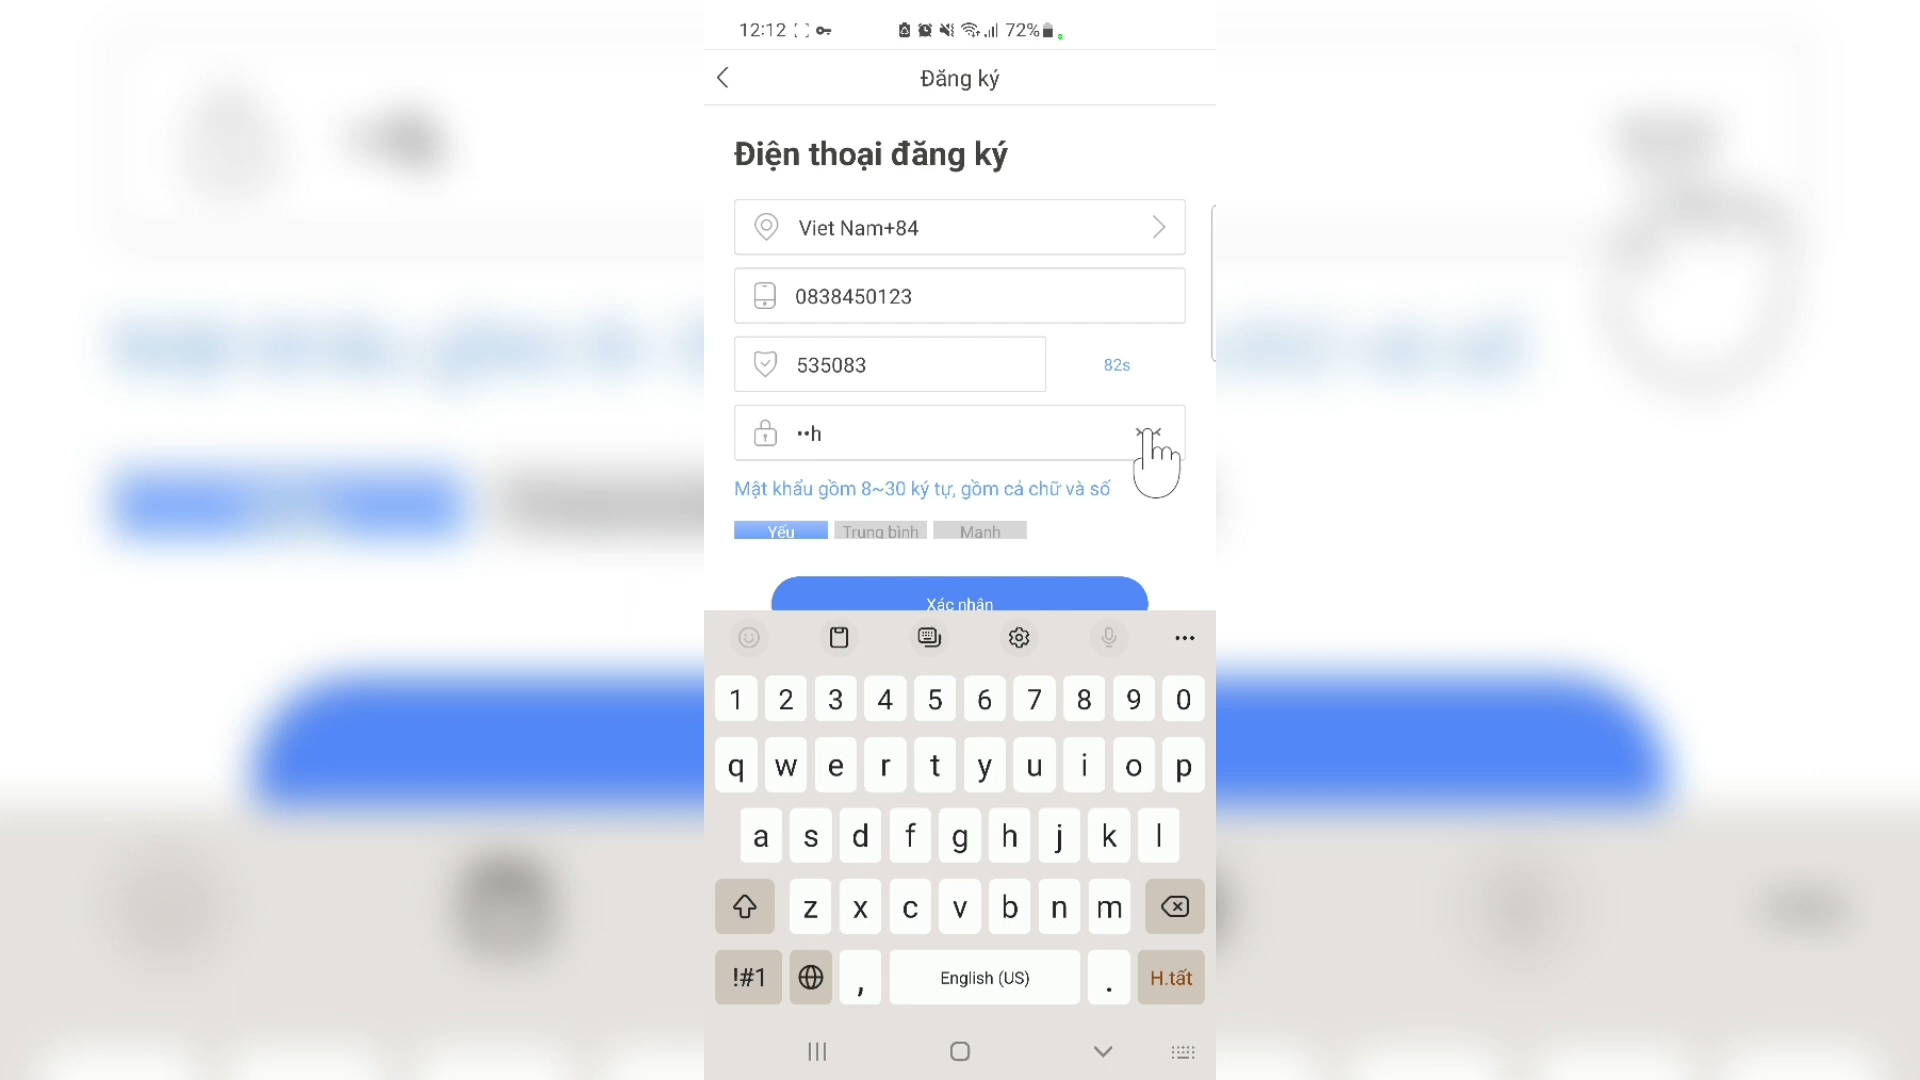 12:12 72%
Đăng ký
Điện thoại đăng ký
Viet Nam+84
0838450123
535083 82s
••h
Mật khẩu gồm 8~30 ký tự, gồm cả chữ và số
Yếu Trung bình Mạnh
Xác nhận
1 2 3 4 5 6 7 8 9 0
q w e r t y u i o p
a s d f g h j k l
z x c v b n m
!#1 , English (US) . H.tất